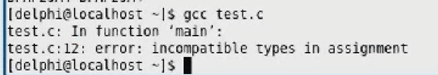 [delphi@localhost ~]$ gcc test.c
test.c: In function ‘main’:
test.c:12: error: incompatible types in assignment
[delphi@localhost ~]$